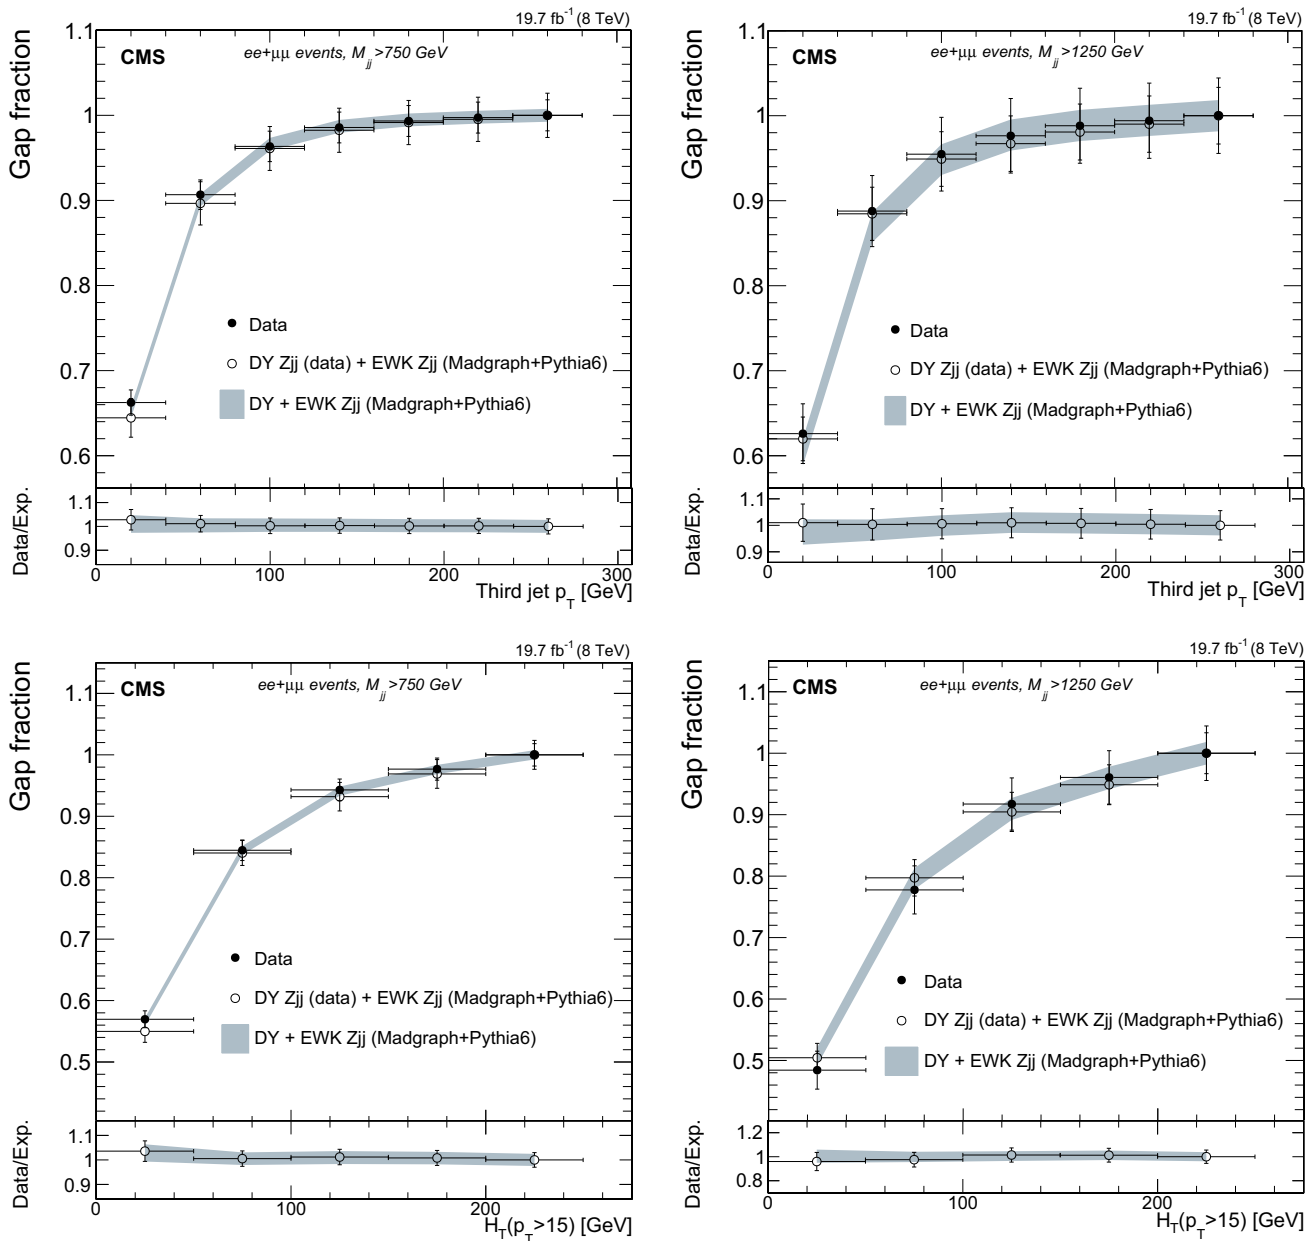 19.7 fb⁻¹ (8 TeV)
CMS
ee+μμ events, M_jj >750 GeV
Gap fraction
1.1
1
0.9
0.8
0.7
0.6
Data
DY Zjj (data) + EWK Zjj (Madgraph+Pythia6)
DY + EWK Zjj (Madgraph+Pythia6)
Data/Exp.
1.1
1
0.9
0
100
200
300
Third jet p_T [GeV]
19.7 fb⁻¹ (8 TeV)
CMS
ee+μμ events, M_jj >1250 GeV
Gap fraction
1.1
1
0.9
0.8
0.7
0.6
Data
DY Zjj (data) + EWK Zjj (Madgraph+Pythia6)
DY + EWK Zjj (Madgraph+Pythia6)
Data/Exp.
1.1
1
0.9
0
100
200
300
Third jet p_T [GeV]
19.7 fb⁻¹ (8 TeV)
CMS
ee+μμ events, M_jj >750 GeV
Gap fraction
1.1
1
0.9
0.8
0.7
0.6
0.5
Data
DY Zjj (data) + EWK Zjj (Madgraph+Pythia6)
DY + EWK Zjj (Madgraph+Pythia6)
Data/Exp.
1.1
1
0.9
0
100
200
H_T(p_T>15) [GeV]
19.7 fb⁻¹ (8 TeV)
CMS
ee+μμ events, M_jj >1250 GeV
Gap fraction
1.1
1
0.9
0.8
0.7
0.6
0.5
Data
DY Zjj (data) + EWK Zjj (Madgraph+Pythia6)
DY + EWK Zjj (Madgraph+Pythia6)
Data/Exp.
1.2
1
0.8
0
100
200
H_T(p_T>15) [GeV]